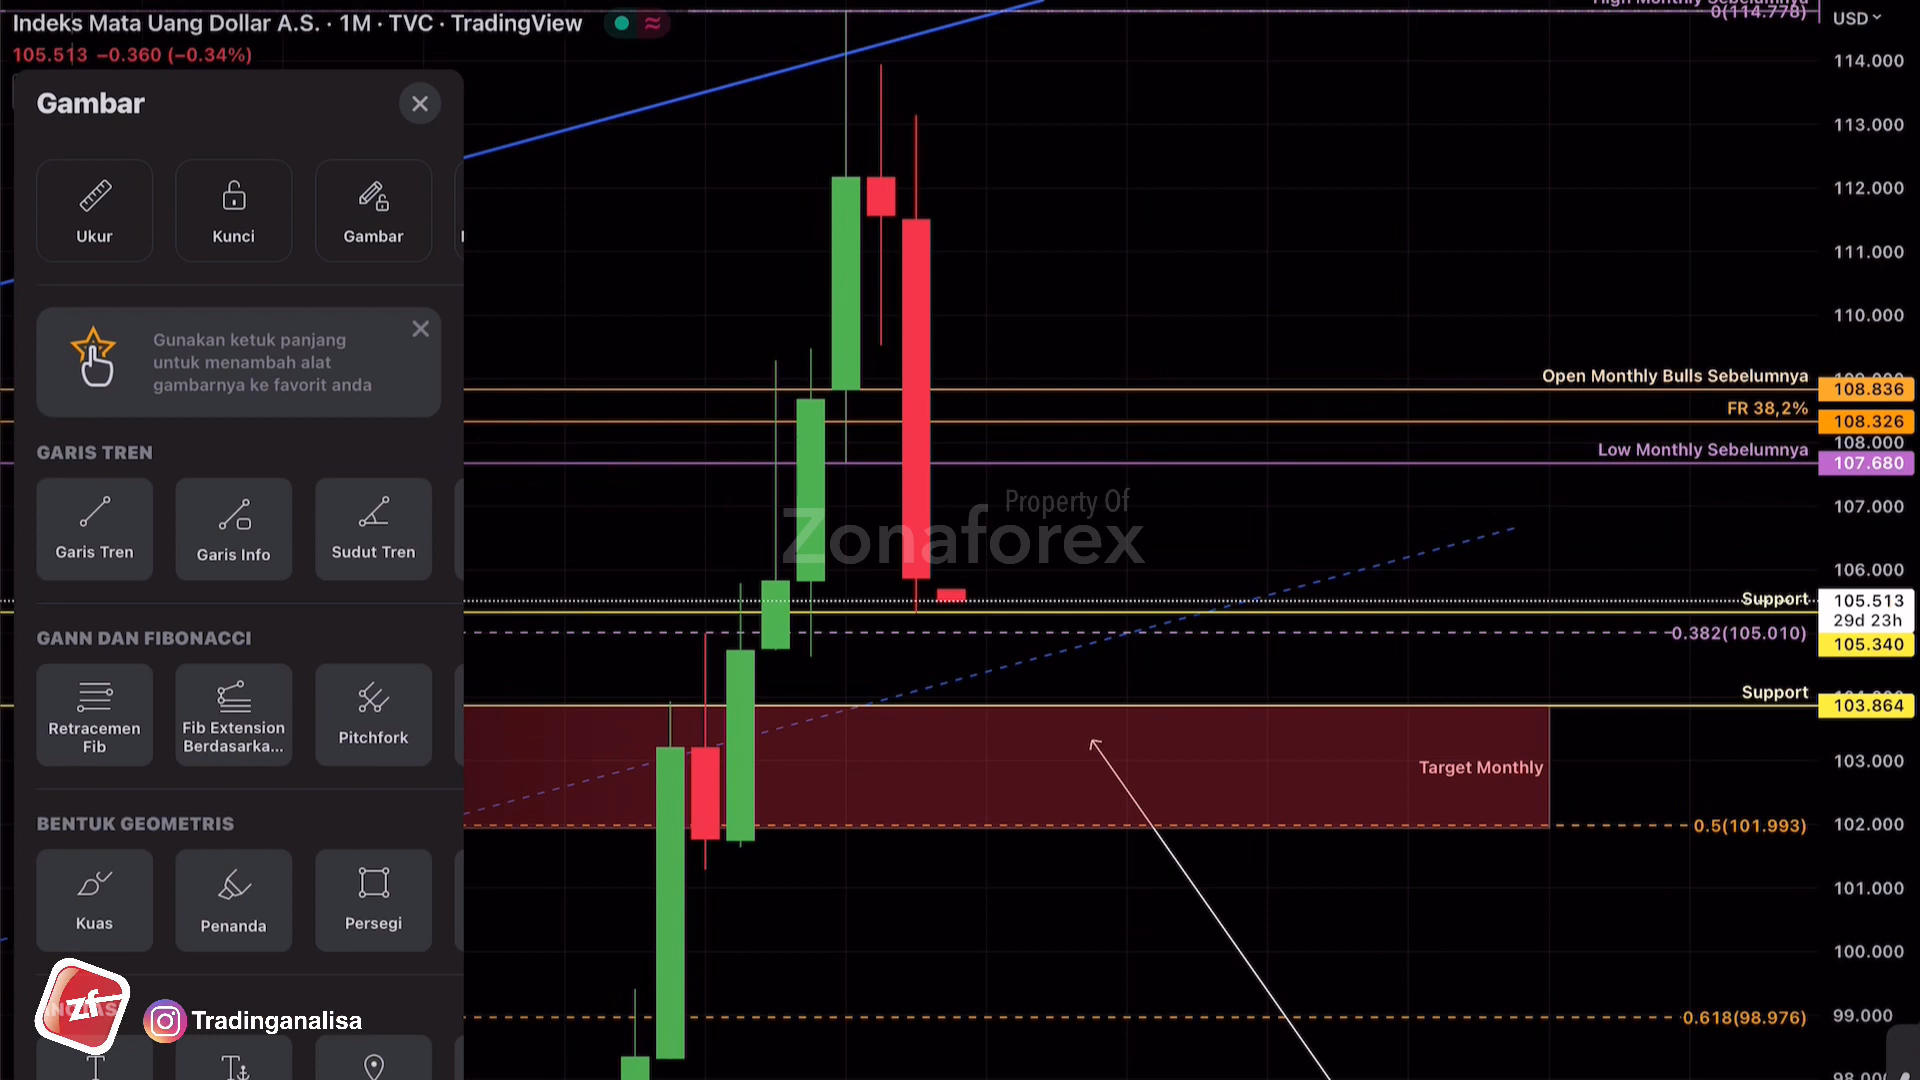 Indeks Mata Uang Dollar A.S. · 1M · TVC · TradingView
105.513 −0.360 (−0.34%)
Gambar
Ukur
Kunci
Gambar
Gunakan ketuk panjang
untuk menambah alat
gambarnya ke favorit anda
GARIS TREN
Garis Tren
Garis Info
Sudut Tren
GANN DAN FIBONACCI
Retracemen
Fib
Fib Extension
Berdasarka...
Pitchfork
BENTUK GEOMETRIS
Kuas
Penanda
Persegi
zf
Tradinganalisa
Property Of
Zonaforex
High Monthly Sebelumnya
0(114.778)
Open Monthly Bulls Sebelumnya
FR 38,2%
Low Monthly Sebelumnya
Support
0.382(105.010)
Support
Target Monthly
0.5(101.993)
0.618(98.976)
USD
114.000
113.000
112.000
111.000
110.000
108.836
108.326
108.000
107.680
107.000
106.000
105.513
29d 23h
105.340
103.864
103.000
102.000
101.000
100.000
99.000